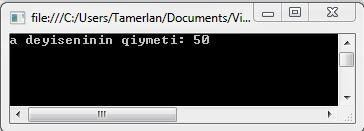 file:///C:/Users/Tamerlan/Documents/Vi...
a deyiseninin qiymeti: 50